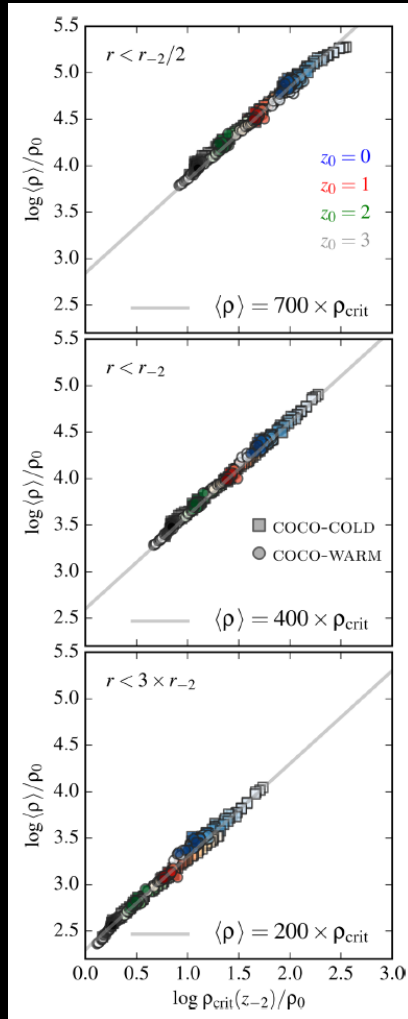 5.5
r < r₋₂/2
5.0
4.5
z₀ = 0
4.0
z₀ = 1
z₀ = 2
3.5
z₀ = 3
3.0
2.5
⟨ρ⟩ = 700 × ρcrit
log⟨ρ⟩/ρ₀
5.5
r < r₋₂
5.0
4.5
4.0
3.5
COCO-COLD
COCO-WARM
3.0
2.5
⟨ρ⟩ = 400 × ρcrit
log⟨ρ⟩/ρ₀
5.5
r < 3 × r₋₂
5.0
4.5
4.0
3.5
3.0
2.5
⟨ρ⟩ = 200 × ρcrit
log⟨ρ⟩/ρ₀
0.0 0.5 1.0 1.5 2.0 2.5 3.0
log ρcrit(z₋₂)/ρ₀